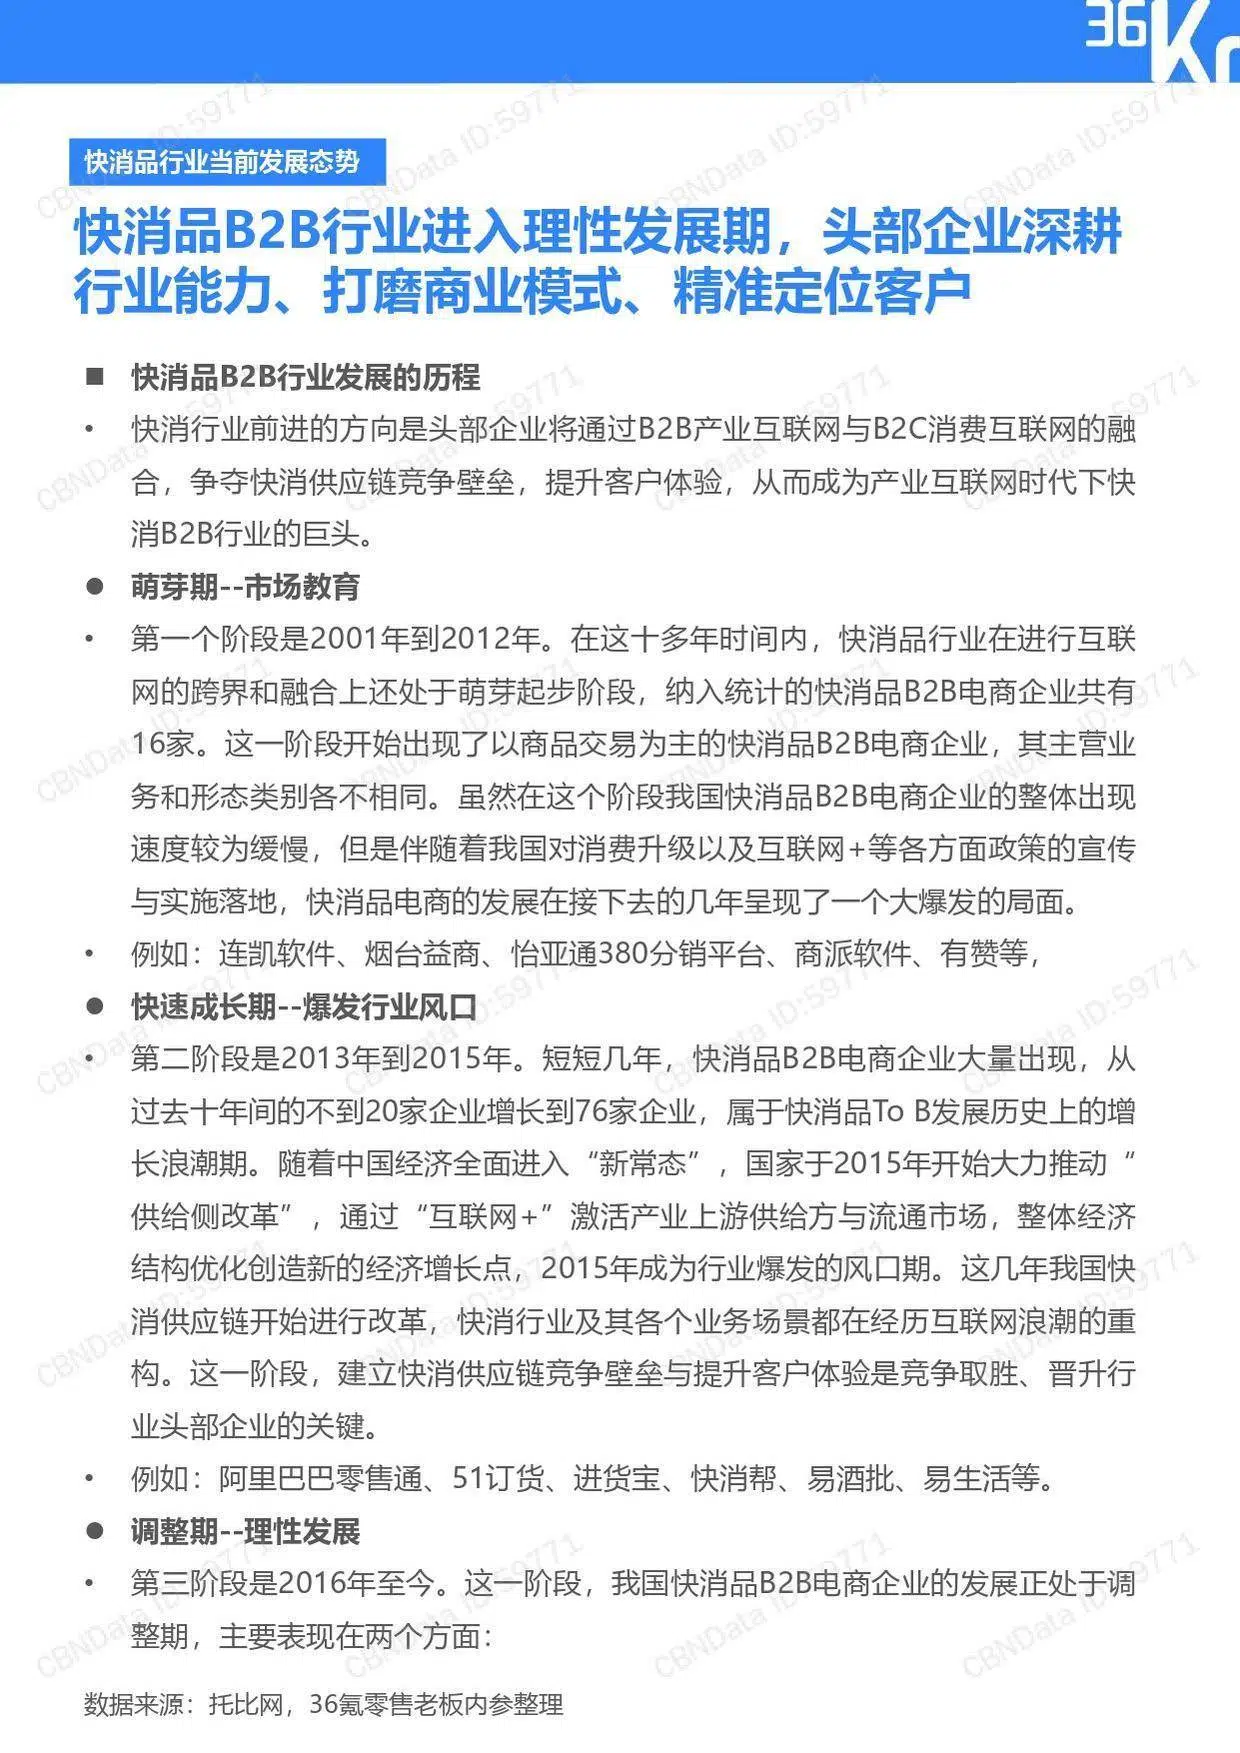 36Kr
快消品行业当前发展态势
快消品B2B行业进入理性发展期，头部企业深耕
行业能力、打磨商业模式、精准定位客户
■ 快消品B2B行业发展的历程
• 快消行业前进的方向是头部企业将通过B2B产业互联网与B2C消费互联网的融
合，争夺快消供应链竞争壁垒，提升客户体验，从而成为产业互联网时代下快
消B2B行业的巨头。
● 萌芽期--市场教育
• 第一个阶段是2001年到2012年。在这十多年时间内，快消品行业在进行互联
网的跨界和融合上还处于萌芽起步阶段，纳入统计的快消品B2B电商企业共有
16家。这一阶段开始出现了以商品交易为主的快消品B2B电商企业，其主营业
务和形态类别各不相同。虽然在这个阶段我国快消品B2B电商企业的整体出现
速度较为缓慢，但是伴随着我国对消费升级以及互联网+等各方面政策的宣传
与实施落地，快消品电商的发展在接下去的几年呈现了一个大爆发的局面。
• 例如：连凯软件、烟台益商、怡亚通380分销平台、商派软件、有赞等，
● 快速成长期--爆发行业风口
• 第二阶段是2013年到2015年。短短几年，快消品B2B电商企业大量出现，从
过去十年间的不到20家企业增长到76家企业，属于快消品To B发展历史上的增
长浪潮期。随着中国经济全面进入“新常态”，国家于2015年开始大力推动“
供给侧改革”，通过“互联网+”激活产业上游供给方与流通市场，整体经济
结构优化创造新的经济增长点，2015年成为行业爆发的风口期。这几年我国快
消供应链开始进行改革，快消行业及其各个业务场景都在经历互联网浪潮的重
构。这一阶段，建立快消供应链竞争壁垒与提升客户体验是竞争取胜、晋升行
业头部企业的关键。
• 例如：阿里巴巴零售通、51订货、进货宝、快消帮、易酒批、易生活等。
● 调整期--理性发展
• 第三阶段是2016年至今。这一阶段，我国快消品B2B电商企业的发展正处于调
整期，主要表现在两个方面：
数据来源：托比网，36氪零售老板内参整理
CBNData ID:59771